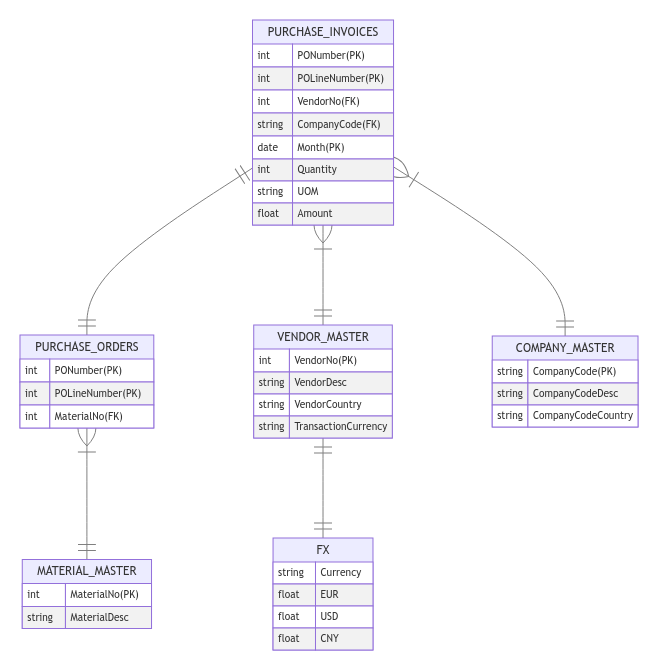 PURCHASE_INVOICES
int PONumber(PK)
int POLineNumber(PK)
int VendorNo(FK)
string CompanyCode(FK)
date Month(PK)
int Quantity
string UOM
float Amount
PURCHASE_ORDERS
int PONumber(PK)
int POLineNumber(PK)
int MaterialNo(FK)
VENDOR_MASTER
int VendorNo(PK)
string VendorDesc
string VendorCountry
string TransactionCurrency
COMPANY_MASTER
string CompanyCode(PK)
string CompanyCodeDesc
string CompanyCodeCountry
MATERIAL_MASTER
int MaterialNo(PK)
string MaterialDesc
FX
string Currency
float EUR
float USD
float CNY